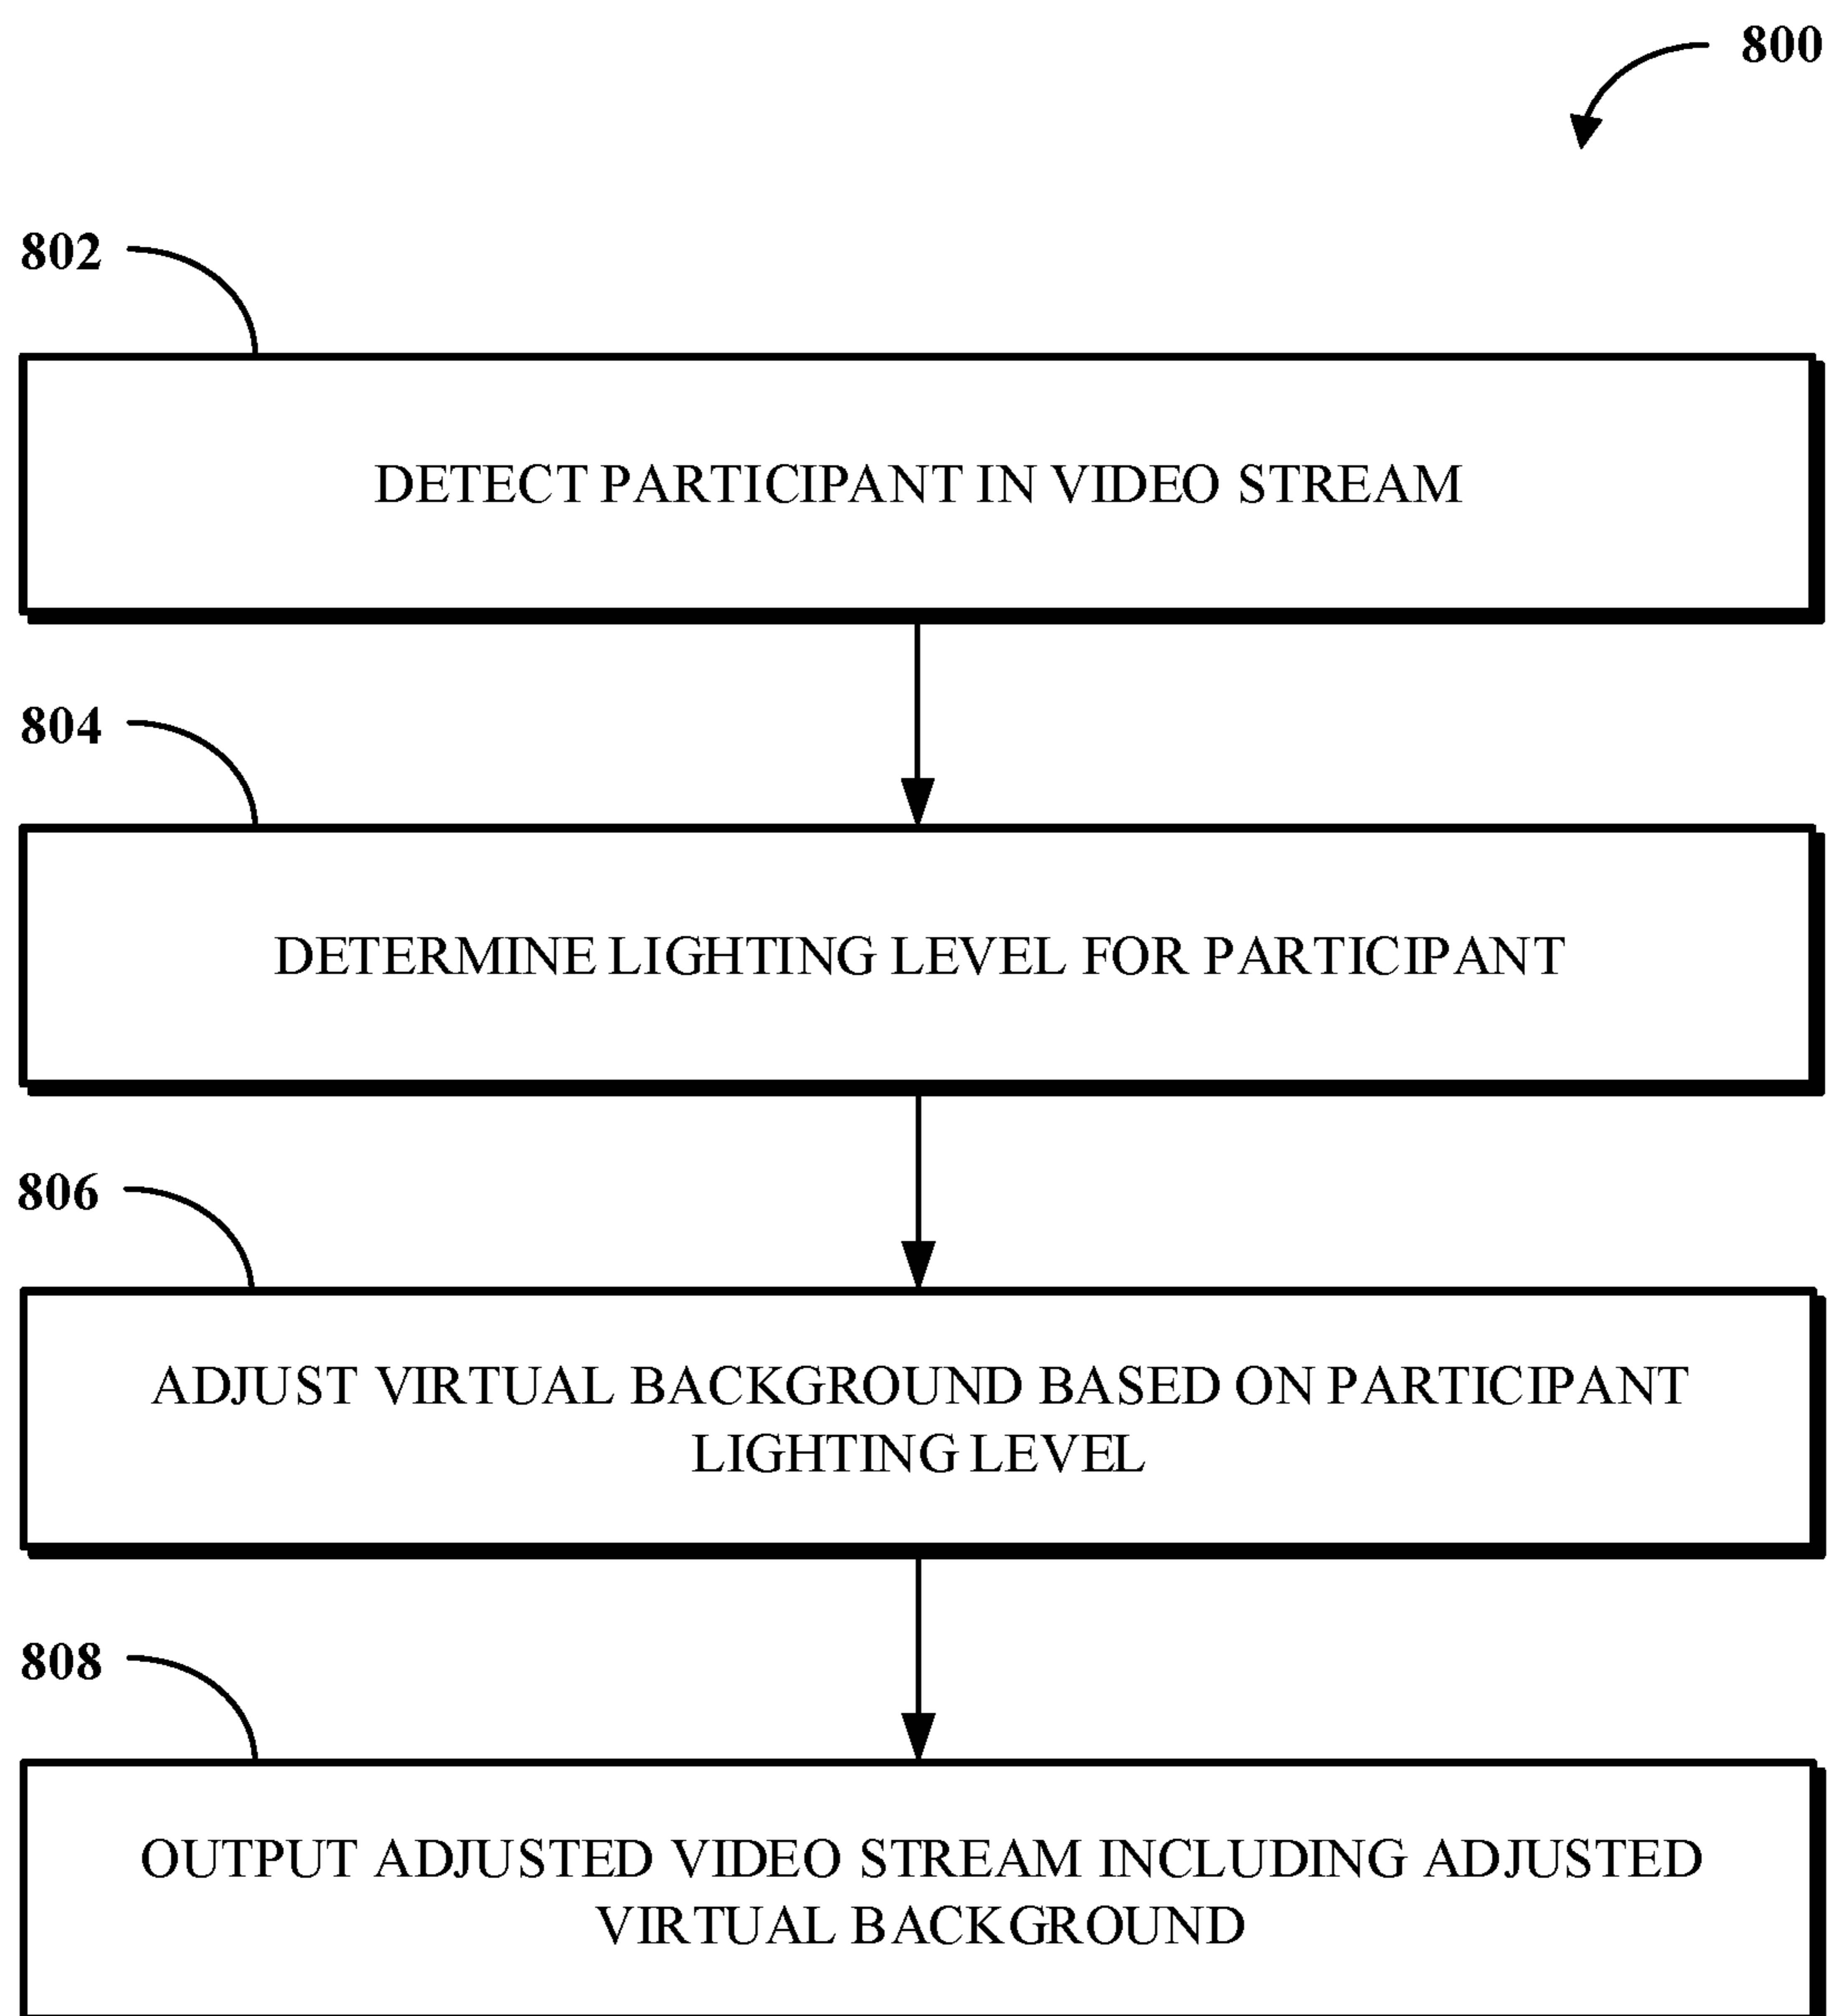 800
802
DETECT PARTICIPANT IN VIDEO STREAM
804
DETERMINE LIGHTING LEVEL FOR PARTICIPANT
806
ADJUST VIRTUAL BACKGROUND BASED ON PARTICIPANT
LIGHTING LEVEL
808
OUTPUT ADJUSTED VIDEO STREAM INCLUDING ADJUSTED
VIRTUAL BACKGROUND